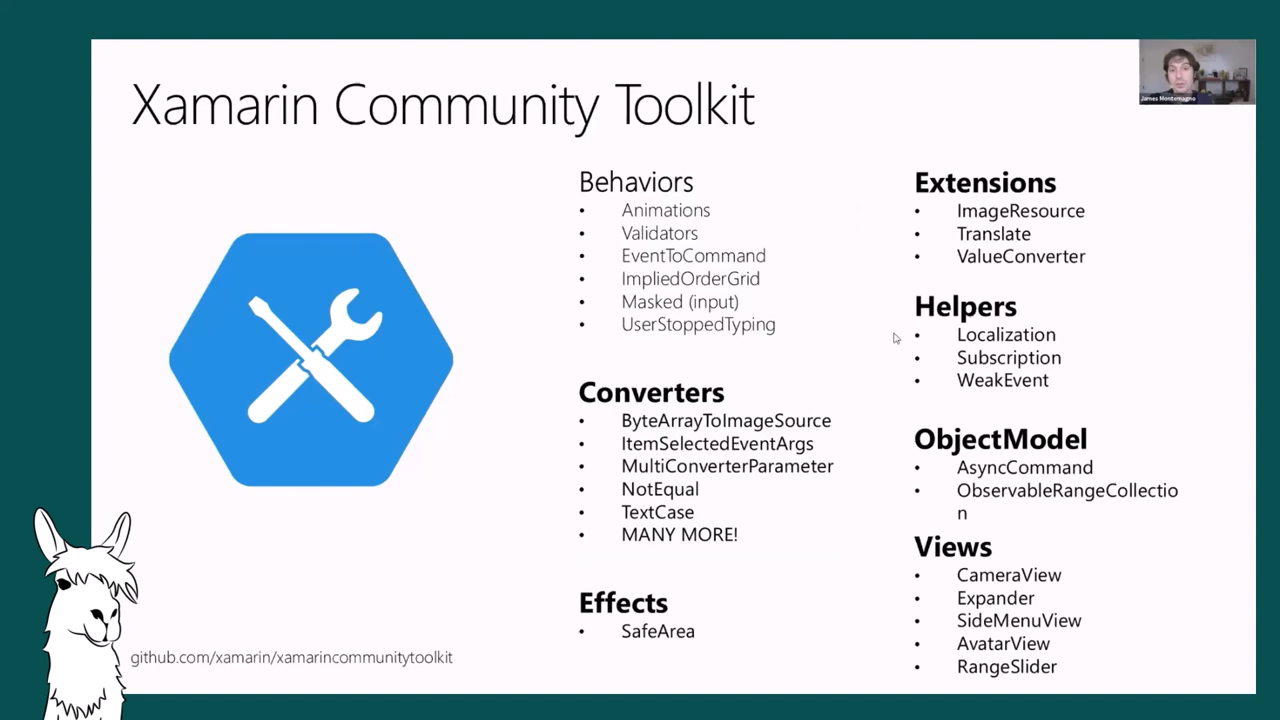 Xamarin Community Toolkit
James Montemagno
Behaviors
• Animations
• Validators
• EventToCommand
• ImpliedOrderGrid
• Masked (input)
• UserStoppedTyping
Converters
• ByteArrayToImageSource
• ItemSelectedEventArgs
• MultiConverterParameter
• NotEqual
• TextCase
• MANY MORE!
Effects
• SafeArea
Extensions
• ImageResource
• Translate
• ValueConverter
Helpers
• Localization
• Subscription
• WeakEvent
ObjectModel
• AsyncCommand
• ObservableRangeCollectio
n
Views
• CameraView
• Expander
• SideMenuView
• AvatarView
• RangeSlider
github.com/xamarin/xamarincommunitytoolkit